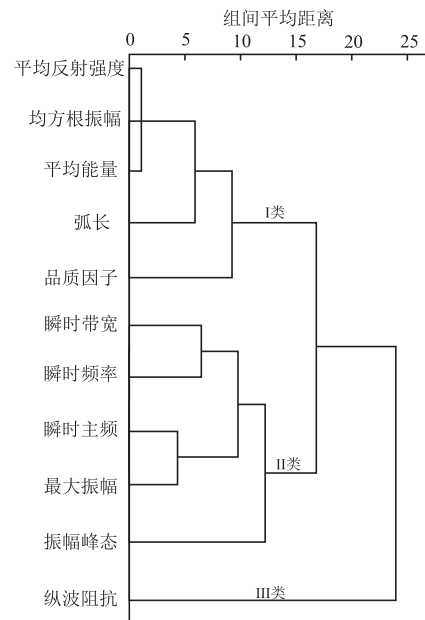 组间平均距离
0 5 10 15 20 25
平均反射强度
均方根振幅
平均能量
弧长
I类
品质因子
瞬时带宽
瞬时频率
瞬时主频
II类
最大振幅
振幅峰态
纵波阻抗
III类